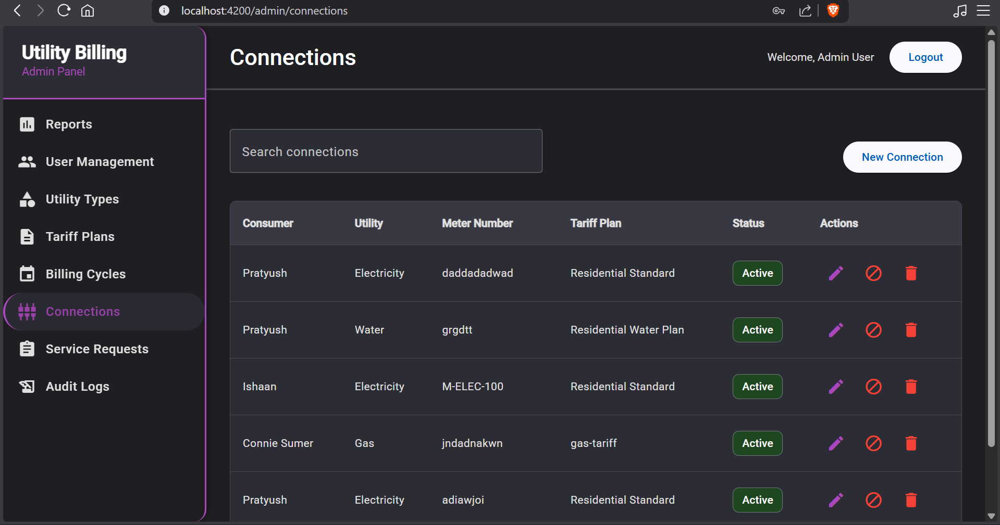 localhost:4200/admin/connections
Utility Billing
Admin Panel
Connections
Welcome, Admin User
Logout
Reports
User Management
Utility Types
Tariff Plans
Billing Cycles
Connections
Service Requests
Audit Logs
Search connections
New Connection
Consumer Utility Meter Number Tariff Plan Status Actions
Pratyush Electricity daddadadwad Residential Standard Active
Pratyush Water grgdtt Residential Water Plan Active
Ishaan Electricity M-ELEC-100 Residential Standard Active
Connie Sumer Gas jndadnakwn gas-tariff Active
Pratyush Electricity adiawjoi Residential Standard Active